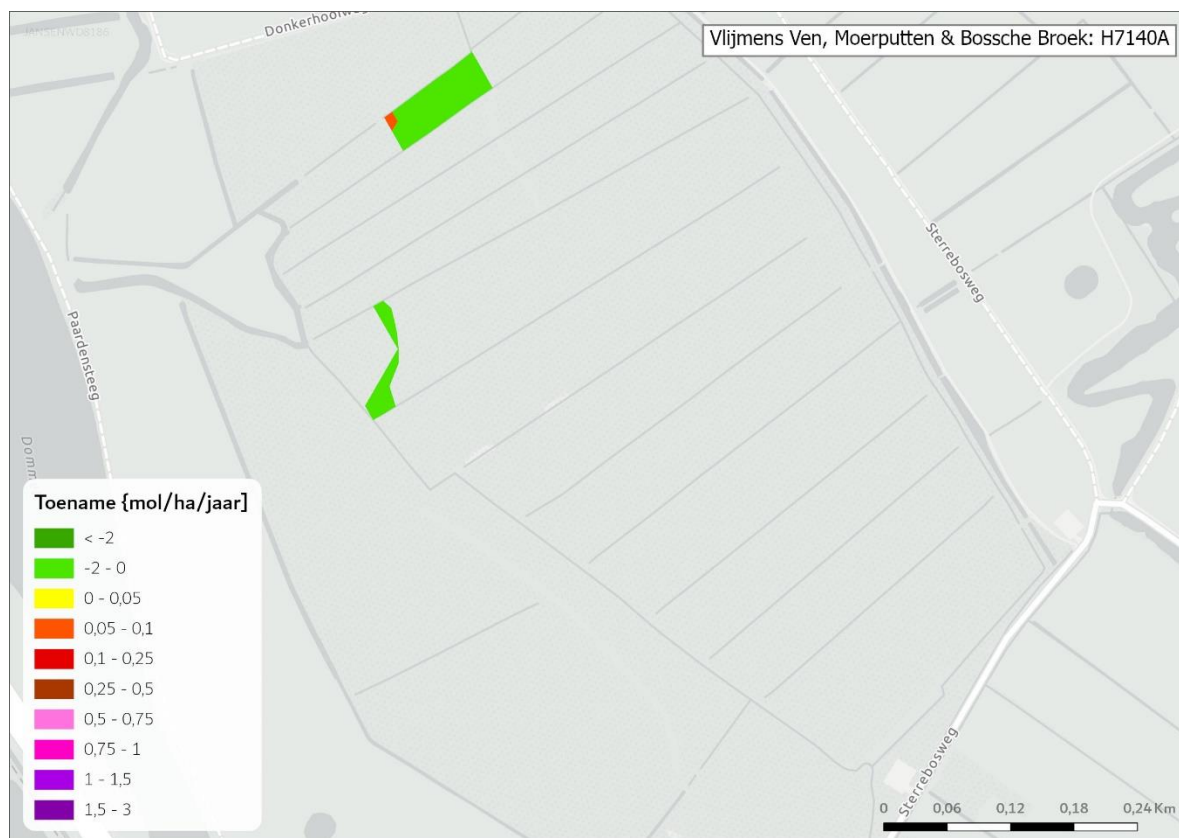 Donkerhoolweg
Vlijmens Ven, Moerputten & Bossche Broek: H7140A
Sterrebosweg
Paardensteeg
Domm
Toename {mol/ha/jaar]
< -2
-2 - 0
0 - 0,05
0,05 - 0,1
0,1 - 0,25
0,25 - 0,5
0,5 - 0,75
0,75 - 1
1 - 1,5
1,5 - 3
Sterrebosweg
0 0,06 0,12 0,18 0,24 Km